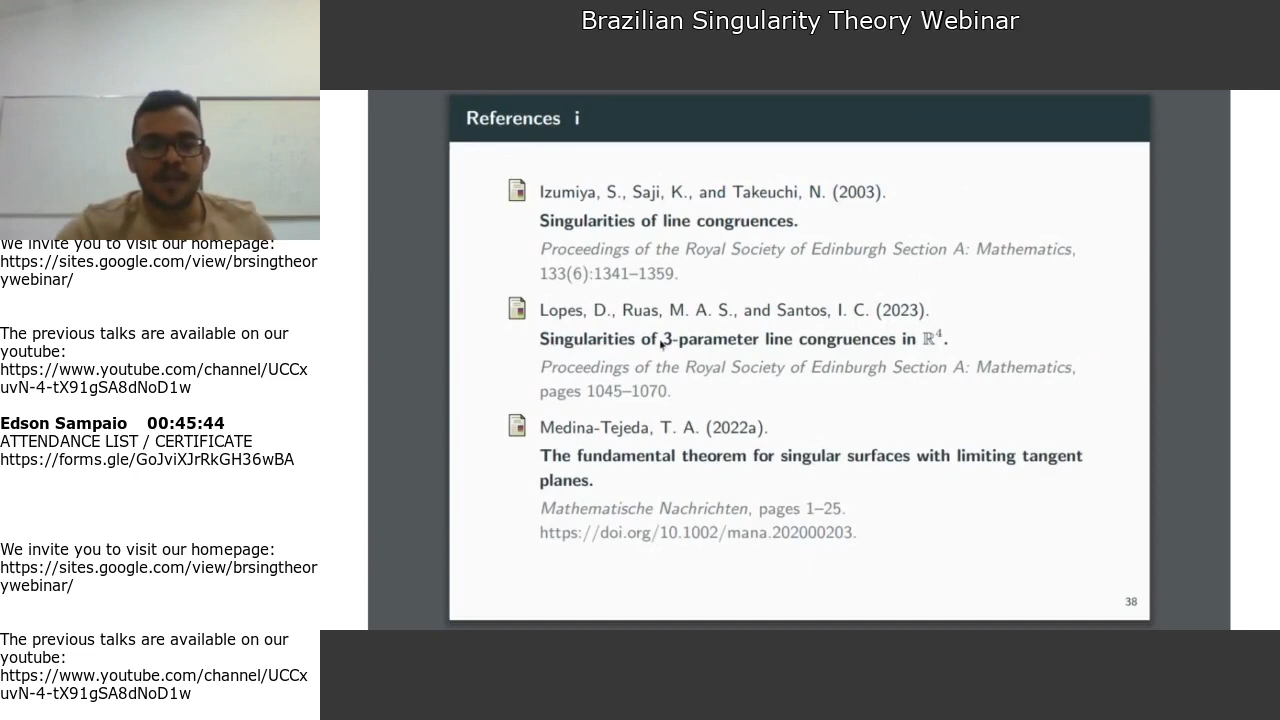 Brazilian Singularity Theory Webinar
We invite you to visit our homepage:
https://sites.google.com/view/brsingtheor
ywebinar/
The previous talks are available on our
youtube:
https://www.youtube.com/channel/UCCx
uvN-4-tX91gSA8dNoD1w
Edson Sampaio 00:45:44
ATTENDANCE LIST / CERTIFICATE
https://forms.gle/GoJviXJrRkGH36wBA
We invite you to visit our homepage:
https://sites.google.com/view/brsingtheor
ywebinar/
The previous talks are available on our
youtube:
https://www.youtube.com/channel/UCCx
uvN-4-tX91gSA8dNoD1w
References i
Izumiya, S., Saji, K., and Takeuchi, N. (2003).
Singularities of line congruences.
Proceedings of the Royal Society of Edinburgh Section A: Mathematics,
133(6):1341–1359.
Lopes, D., Ruas, M. A. S., and Santos, I. C. (2023).
Singularities of 3-parameter line congruences in ℝ⁴.
Proceedings of the Royal Society of Edinburgh Section A: Mathematics,
pages 1045–1070.
Medina-Tejeda, T. A. (2022a).
The fundamental theorem for singular surfaces with limiting tangent
planes.
Mathematische Nachrichten, pages 1–25.
https://doi.org/10.1002/mana.202000203.
38